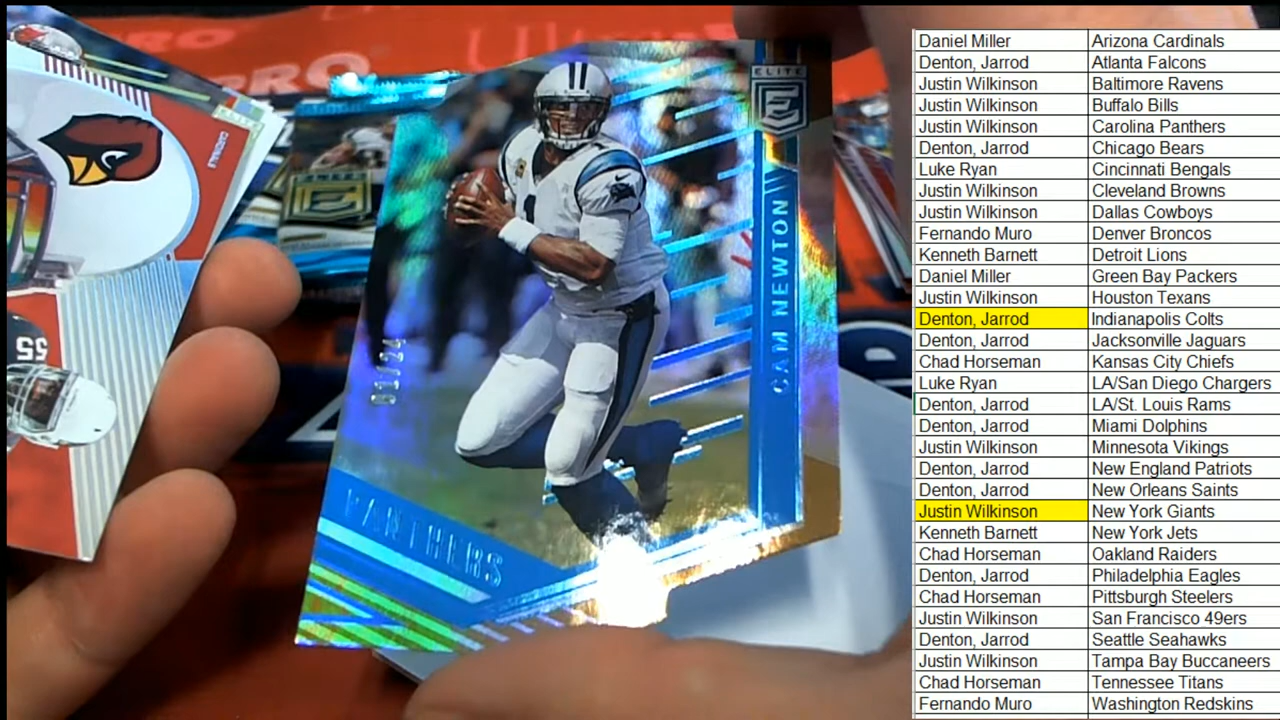 ELITE
E
CAM NEWTON
01/24
PANTHERS
1
55
CARDINALS
PRO
Daniel Miller Arizona Cardinals
Denton, Jarrod Atlanta Falcons
Justin Wilkinson Baltimore Ravens
Justin Wilkinson Buffalo Bills
Justin Wilkinson Carolina Panthers
Denton, Jarrod Chicago Bears
Luke Ryan Cincinnati Bengals
Justin Wilkinson Cleveland Browns
Justin Wilkinson Dallas Cowboys
Fernando Muro Denver Broncos
Kenneth Barnett Detroit Lions
Daniel Miller Green Bay Packers
Justin Wilkinson Houston Texans
Denton, Jarrod Indianapolis Colts
Denton, Jarrod Jacksonville Jaguars
Chad Horseman Kansas City Chiefs
Luke Ryan LA/San Diego Chargers
Denton, Jarrod LA/St. Louis Rams
Denton, Jarrod Miami Dolphins
Justin Wilkinson Minnesota Vikings
Denton, Jarrod New England Patriots
Denton, Jarrod New Orleans Saints
Justin Wilkinson New York Giants
Kenneth Barnett New York Jets
Chad Horseman Oakland Raiders
Denton, Jarrod Philadelphia Eagles
Chad Horseman Pittsburgh Steelers
Justin Wilkinson San Francisco 49ers
Denton, Jarrod Seattle Seahawks
Justin Wilkinson Tampa Bay Buccaneers
Chad Horseman Tennessee Titans
Fernando Muro Washington Redskins